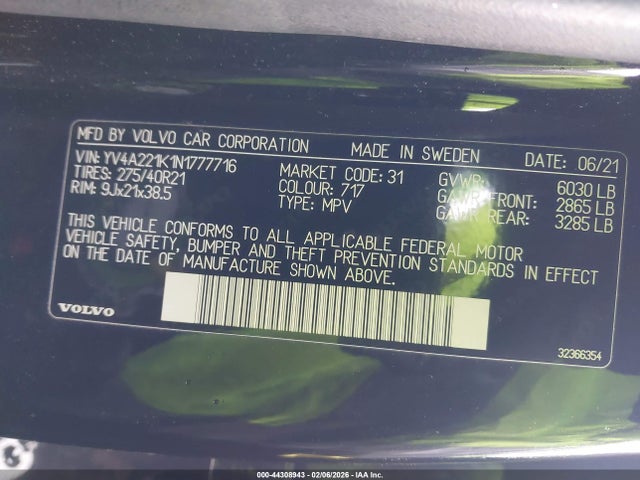 MFD BY VOLVO CAR CORPORATION MADE IN SWEDEN DATE: 06/21
VIN: YV4A221K1N1777716 MARKET CODE: 31 GVWR: 6030 LB
TIRES: 275/40R21 COLOUR: 717 GAWR FRONT: 2865 LB
RIM: 9Jx21x38.5 TYPE: MPV GAWR REAR: 3285 LB
THIS VEHICLE CONFORMS TO ALL APPLICABLE FEDERAL MOTOR
VEHICLE SAFETY, BUMPER AND THEFT PREVENTION STANDARDS IN EFFECT
ON THE DATE OF MANUFACTURE SHOWN ABOVE.
VOLVO
32366354
000-44308943 - 02/06/2026 - IAA Inc.